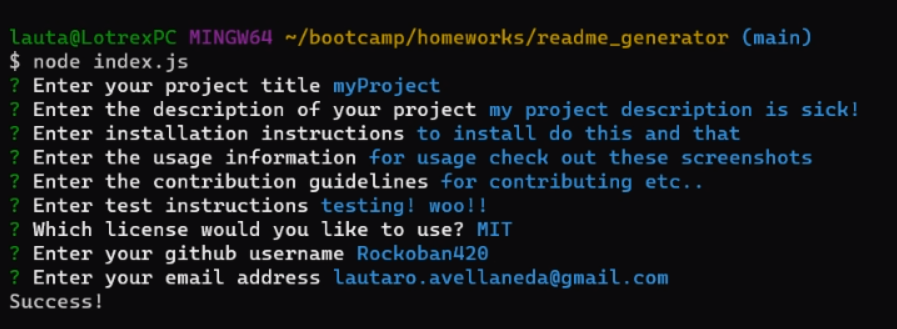 lauta@LotrexPC MINGW64 ~/bootcamp/homeworks/readme_generator (main)
$ node index.js
? Enter your project title myProject
? Enter the description of your project my project description is sick!
? Enter installation instructions to install do this and that
? Enter the usage information for usage check out these screenshots
? Enter the contribution guidelines for contributing etc..
? Enter test instructions testing! woo!!
? Which license would you like to use? MIT
? Enter your github username Rockoban420
? Enter your email address lautaro.avellaneda@gmail.com
Success!